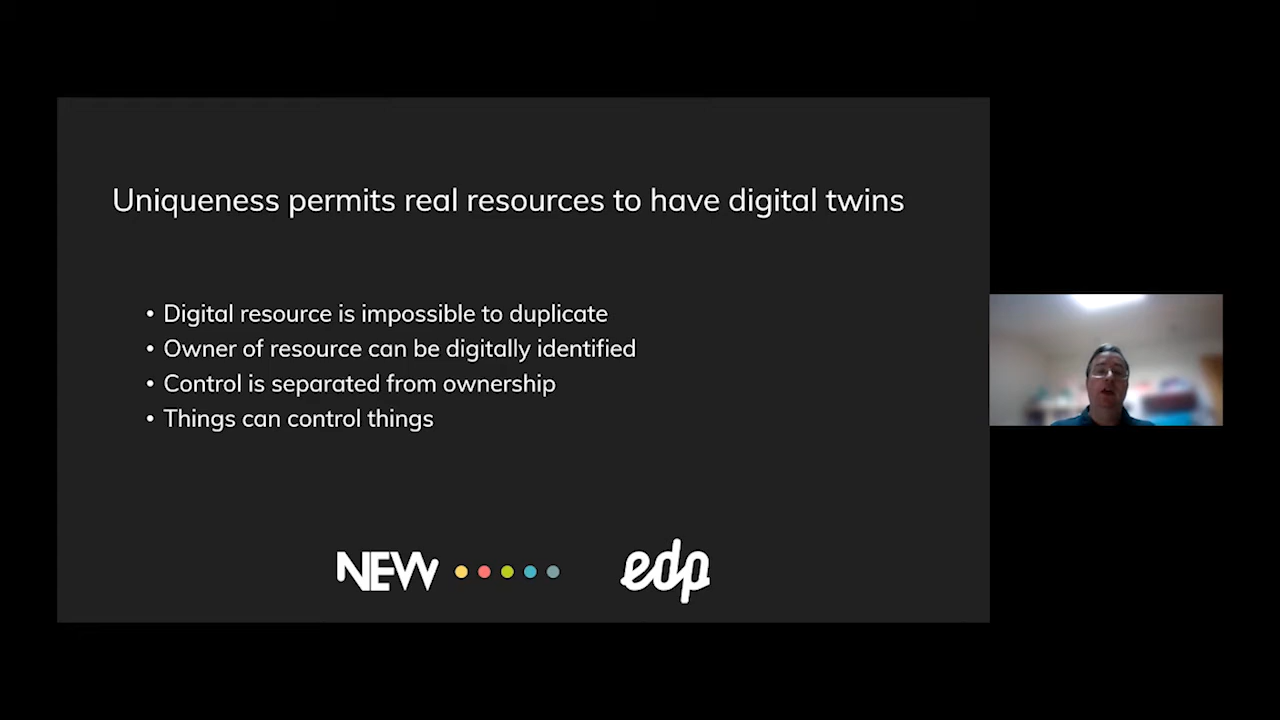 Uniqueness permits real resources to have digital twins
• Digital resource is impossible to duplicate
• Owner of resource can be digitally identified
• Control is separated from ownership
• Things can control things
NEW
edp